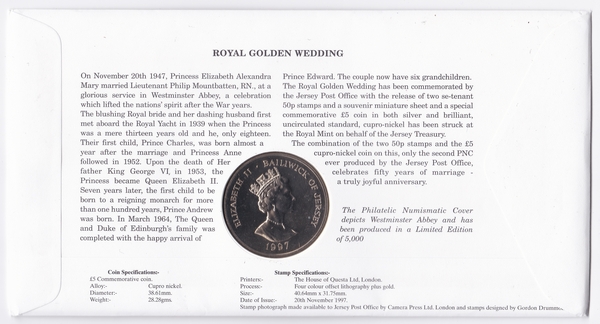 ROYAL GOLDEN WEDDING
On November 20th 1947, Princess Elizabeth Alexandra
Mary married Lieutenant Philip Mountbatten, RN., at a
glorious service in Westminster Abbey, a celebration
which lifted the nations' spirit after the War years.
The blushing Royal bride and her dashing husband first
met aboard the Royal Yacht in 1939 when the Princess
was a mere thirteen years old and he, only eighteen.
Their first child, Prince Charles, was born almost a
year after the marriage and Princess Anne
followed in 1952. Upon the death of Her
father King George VI, in 1953, the
Princess became Queen Elizabeth II.
Seven years later, the first child to be
born to a reigning monarch for more
than one hundred years, Prince Andrew
was born. In March 1964, The Queen
and Duke of Edinburgh's family was
completed with the happy arrival of
Prince Edward. The couple now have six grandchildren.
The Royal Golden Wedding has been commemorated by
the Jersey Post Office with the release of two se-tenant
50p stamps and a souvenir miniature sheet and a special
commemorative £5 coin in both silver and brilliant,
uncirculated standard, cupro-nickel, has been struck at
the Royal Mint on behalf of the Jersey Treasury.
The combination of the two 50p stamps and the £5
cupro-nickel coin on this, only the second PNC
ever produced by the Jersey Post Office,
celebrates fifty years of marriage -
a truly joyful anniversary.
ELIZABETH II · BAILIWICK OF JERSEY
1997
The Philatelic Numismatic Cover
depicts Westminster Abbey and has
been produced in a Limited Edition
of 5,000
Coin Specifications:-
£5 Commemorative coin.
Alloy:- Cupro nickel.
Diameter:- 38.61mm.
Weight:- 28.28gms.
Stamp Specifications:-
Printers:- The House of Questa Ltd, London.
Process:- Four colour offset lithography plus gold.
Size:- 40.64mm x 31.75mm.
Date of Issue:- 20th November 1997.
Stamp photograph made available to Jersey Post Office by Camera Press Ltd. London and stamps designed by Gordon